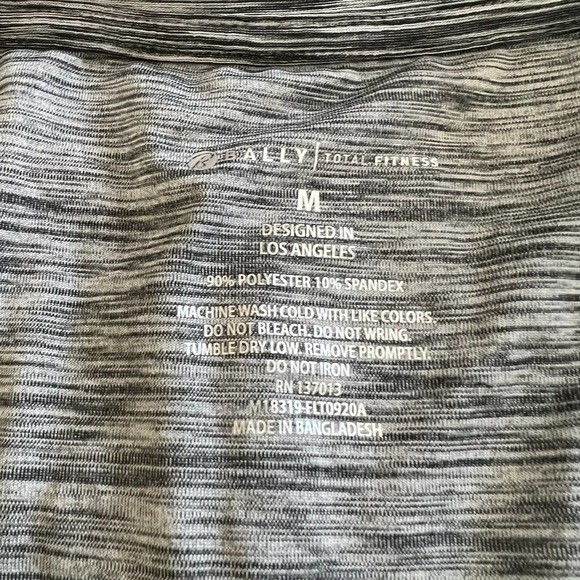 BALLY TOTAL FITNESS
M
DESIGNED IN
LOS ANGELES
90% POLYESTER 10% SPANDEX
MACHINE WASH COLD WITH LIKE COLORS.
DO NOT BLEACH. DO NOT WRING.
TUMBLE DRY LOW. REMOVE PROMPTLY.
DO NOT IRON
RN 137013
M18319-FLT0920A
MADE IN BANGLADESH